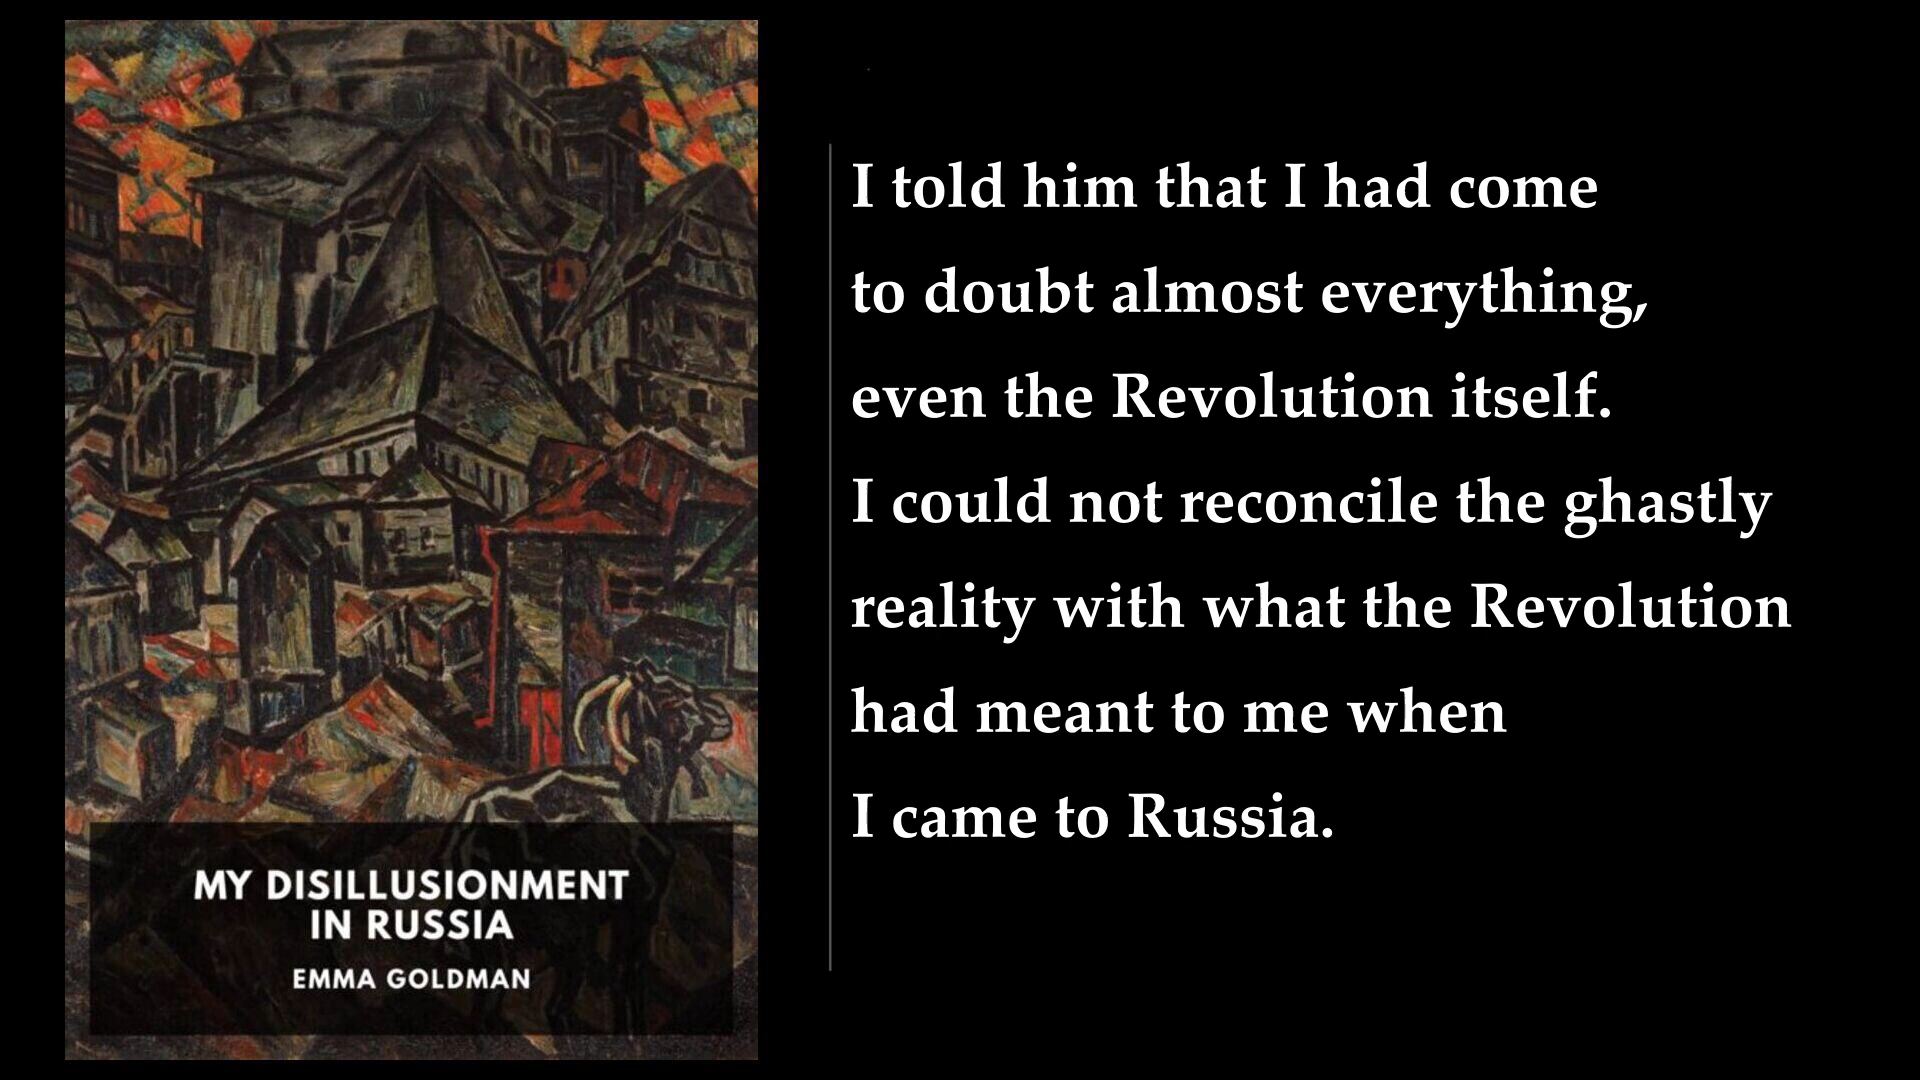 MY DISILLUSIONMENT
IN RUSSIA
EMMA GOLDMAN
I told him that I had come
to doubt almost everything,
even the Revolution itself.
I could not reconcile the ghastly
reality with what the Revolution
had meant to me when
I came to Russia.